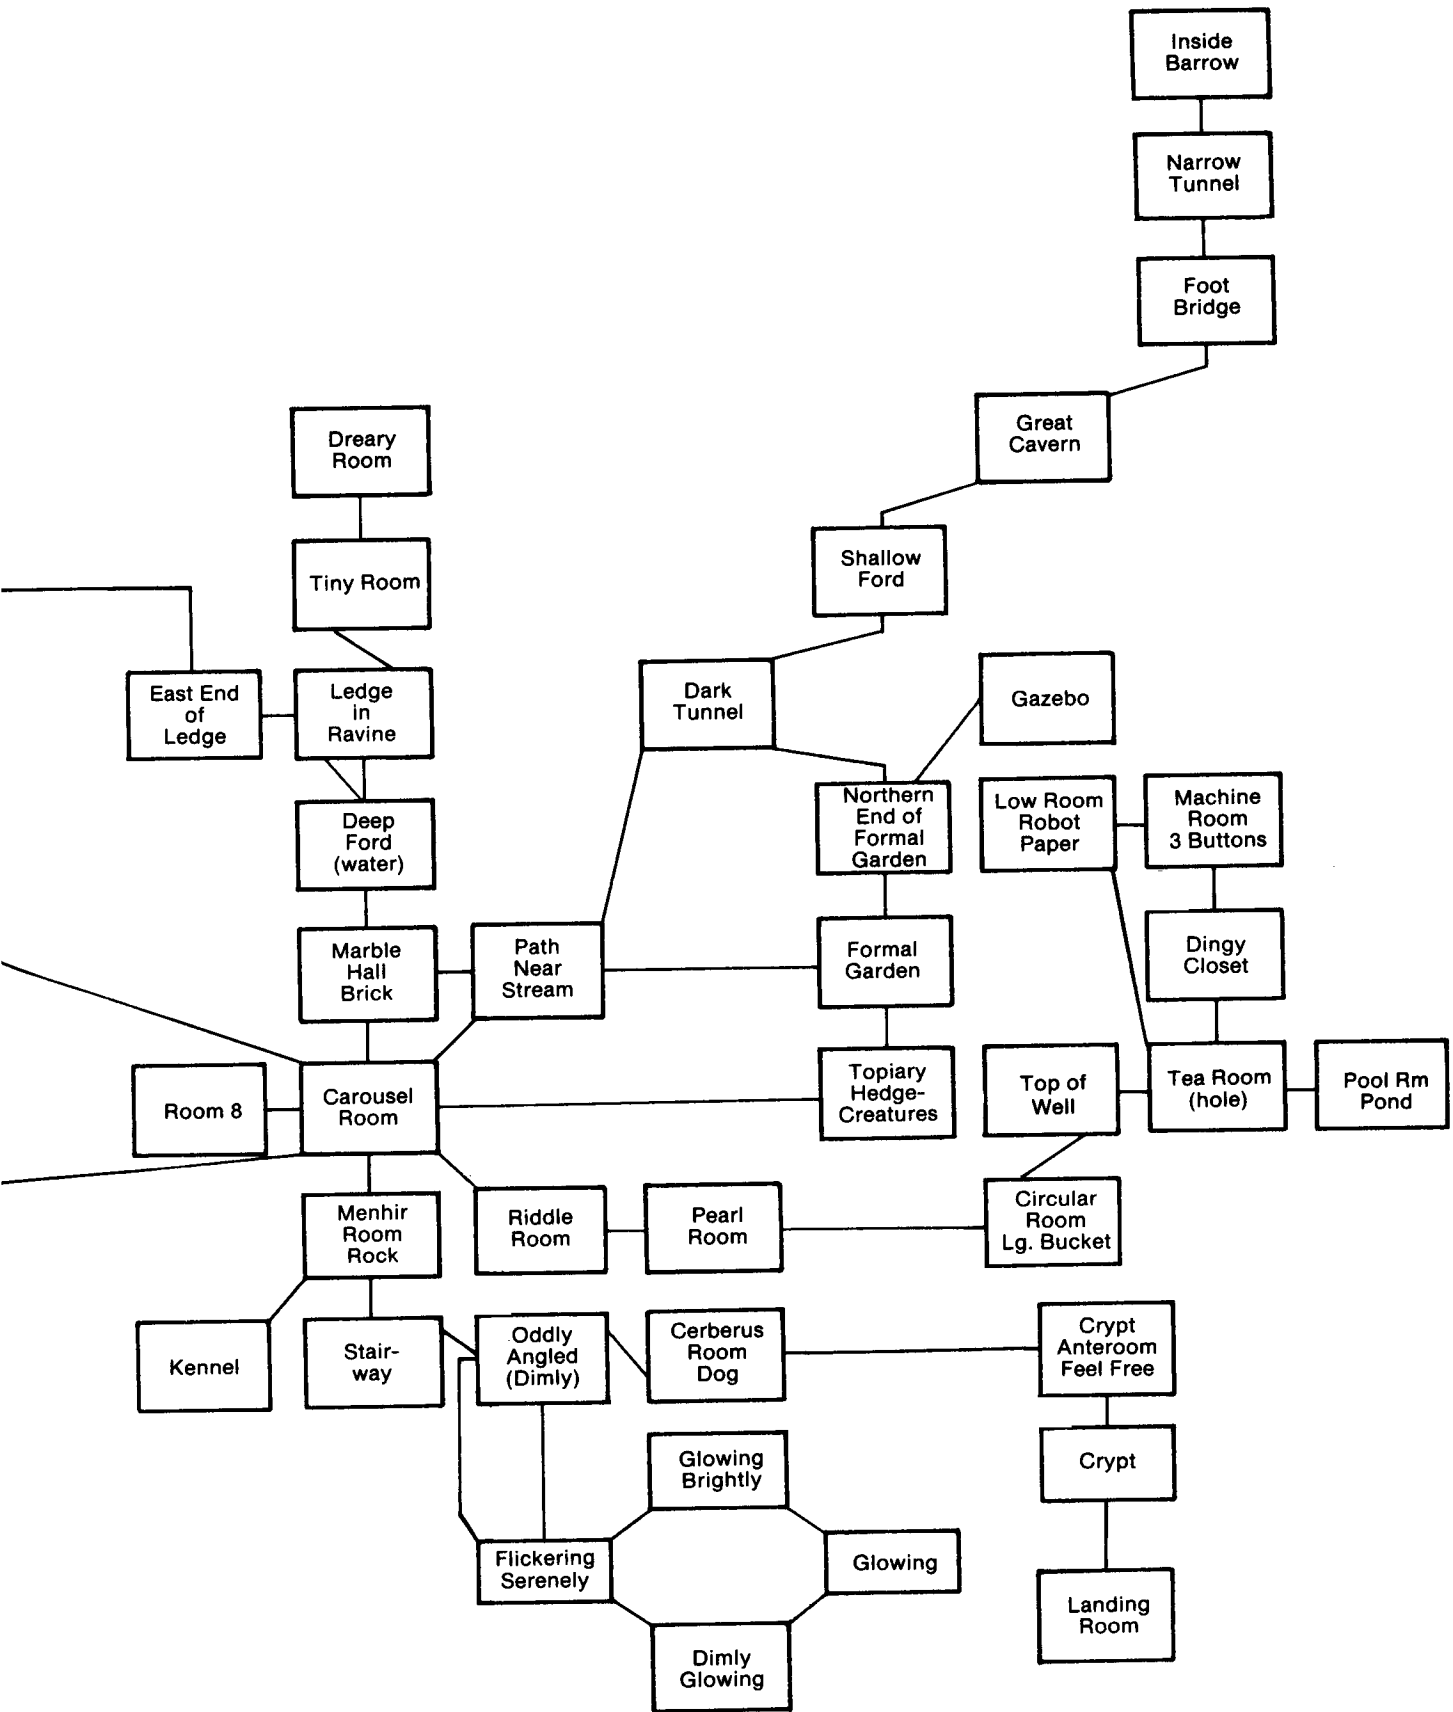 Inside
Barrow
Narrow
Tunnel
Foot
Bridge
Great
Cavern
Dreary
Room
Shallow
Ford
Tiny Room
East End
of
Ledge
Ledge
in
Ravine
Dark
Tunnel
Gazebo
Deep
Ford
(water)
Northern
End of
Formal
Garden
Low Room
Robot
Paper
Machine
Room
3 Buttons
Marble
Hall
Brick
Path
Near
Stream
Formal
Garden
Dingy
Closet
Room 8
Carousel
Room
Topiary
Hedge-
Creatures
Top of
Well
Tea Room
(hole)
Pool Rm
Pond
Menhir
Room
Rock
Riddle
Room
Pearl
Room
Circular
Room
Lg. Bucket
Kennel
Stair-
way
Oddly
Angled
(Dimly)
Cerberus
Room
Dog
Crypt
Anteroom
Feel Free
Glowing
Brightly
Crypt
Flickering
Serenely
Glowing
Landing
Room
Dimly
Glowing